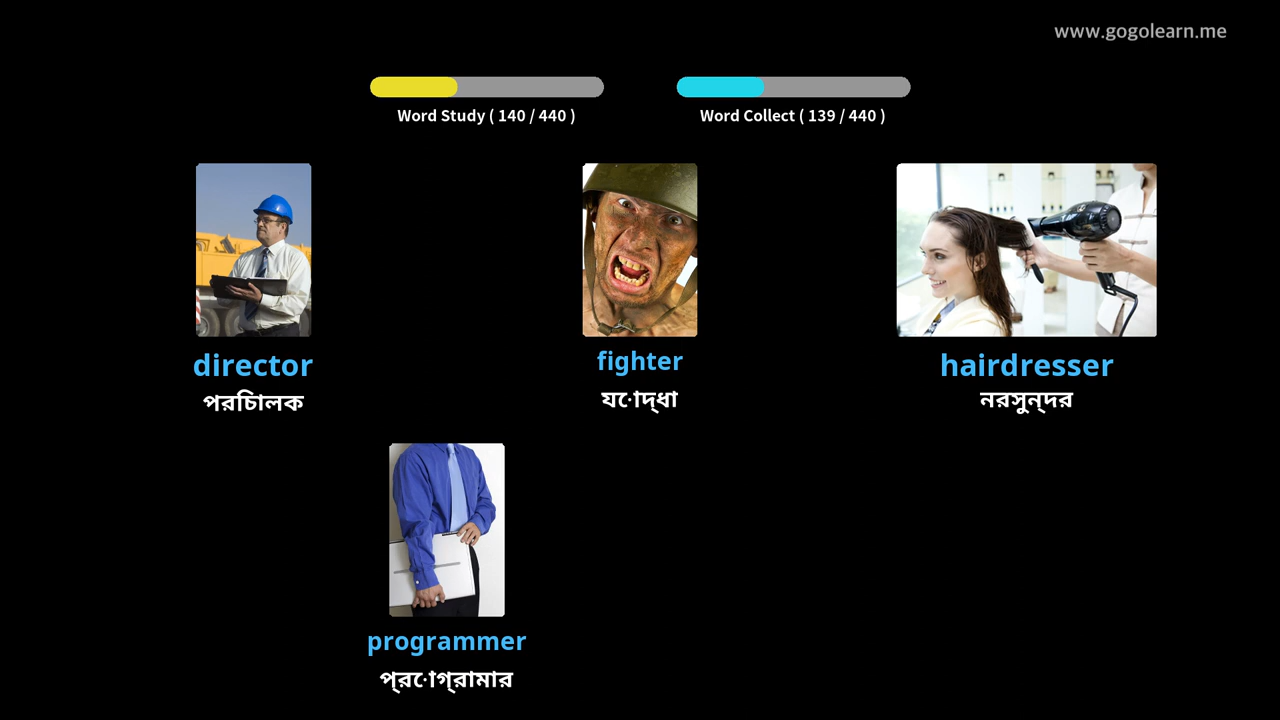 www.gogolearn.me
Word Study ( 140 / 440 )
Word Collect ( 139 / 440 )
director
fighter
hairdresser
পরিচালক
যোদ্ধা
নরসুন্দর
programmer
প্রোগ্রামার